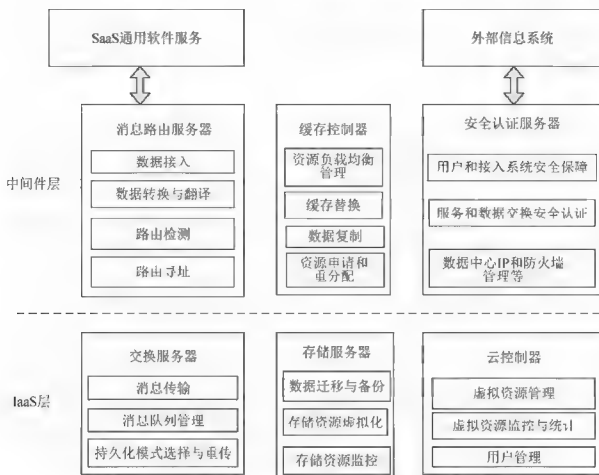 SaaS通用软件服务
外部信息系统
中间件层
消息路由服务器
数据接入
数据转换与翻译
路由检测
路由寻址
缓存控制器
资源负载均衡
管理
缓存替换
数据复制
资源申请和
重分配
安全认证服务器
用户和接入系统安全保障
服务和数据交换安全认证
数据中心IP和防火墙
管理等
IaaS层
交换服务器
消息传输
消息队列管理
持久化模式选择与重传
存储服务器
数据迁移与备份
存储资源虚拟化
存储资源监控
云控制器
虚拟资源管理
虚拟资源监控与统计
用户管理